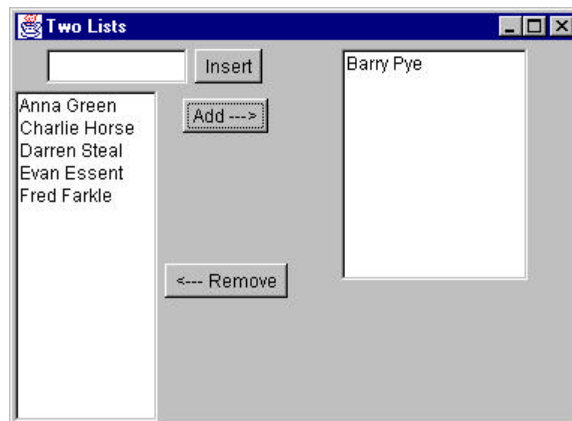 Two Lists
Insert
Barry Pye
Anna Green
Charlie Horse
Darren Steal
Evan Essent
Fred Farkle
Add --->
<--- Remove